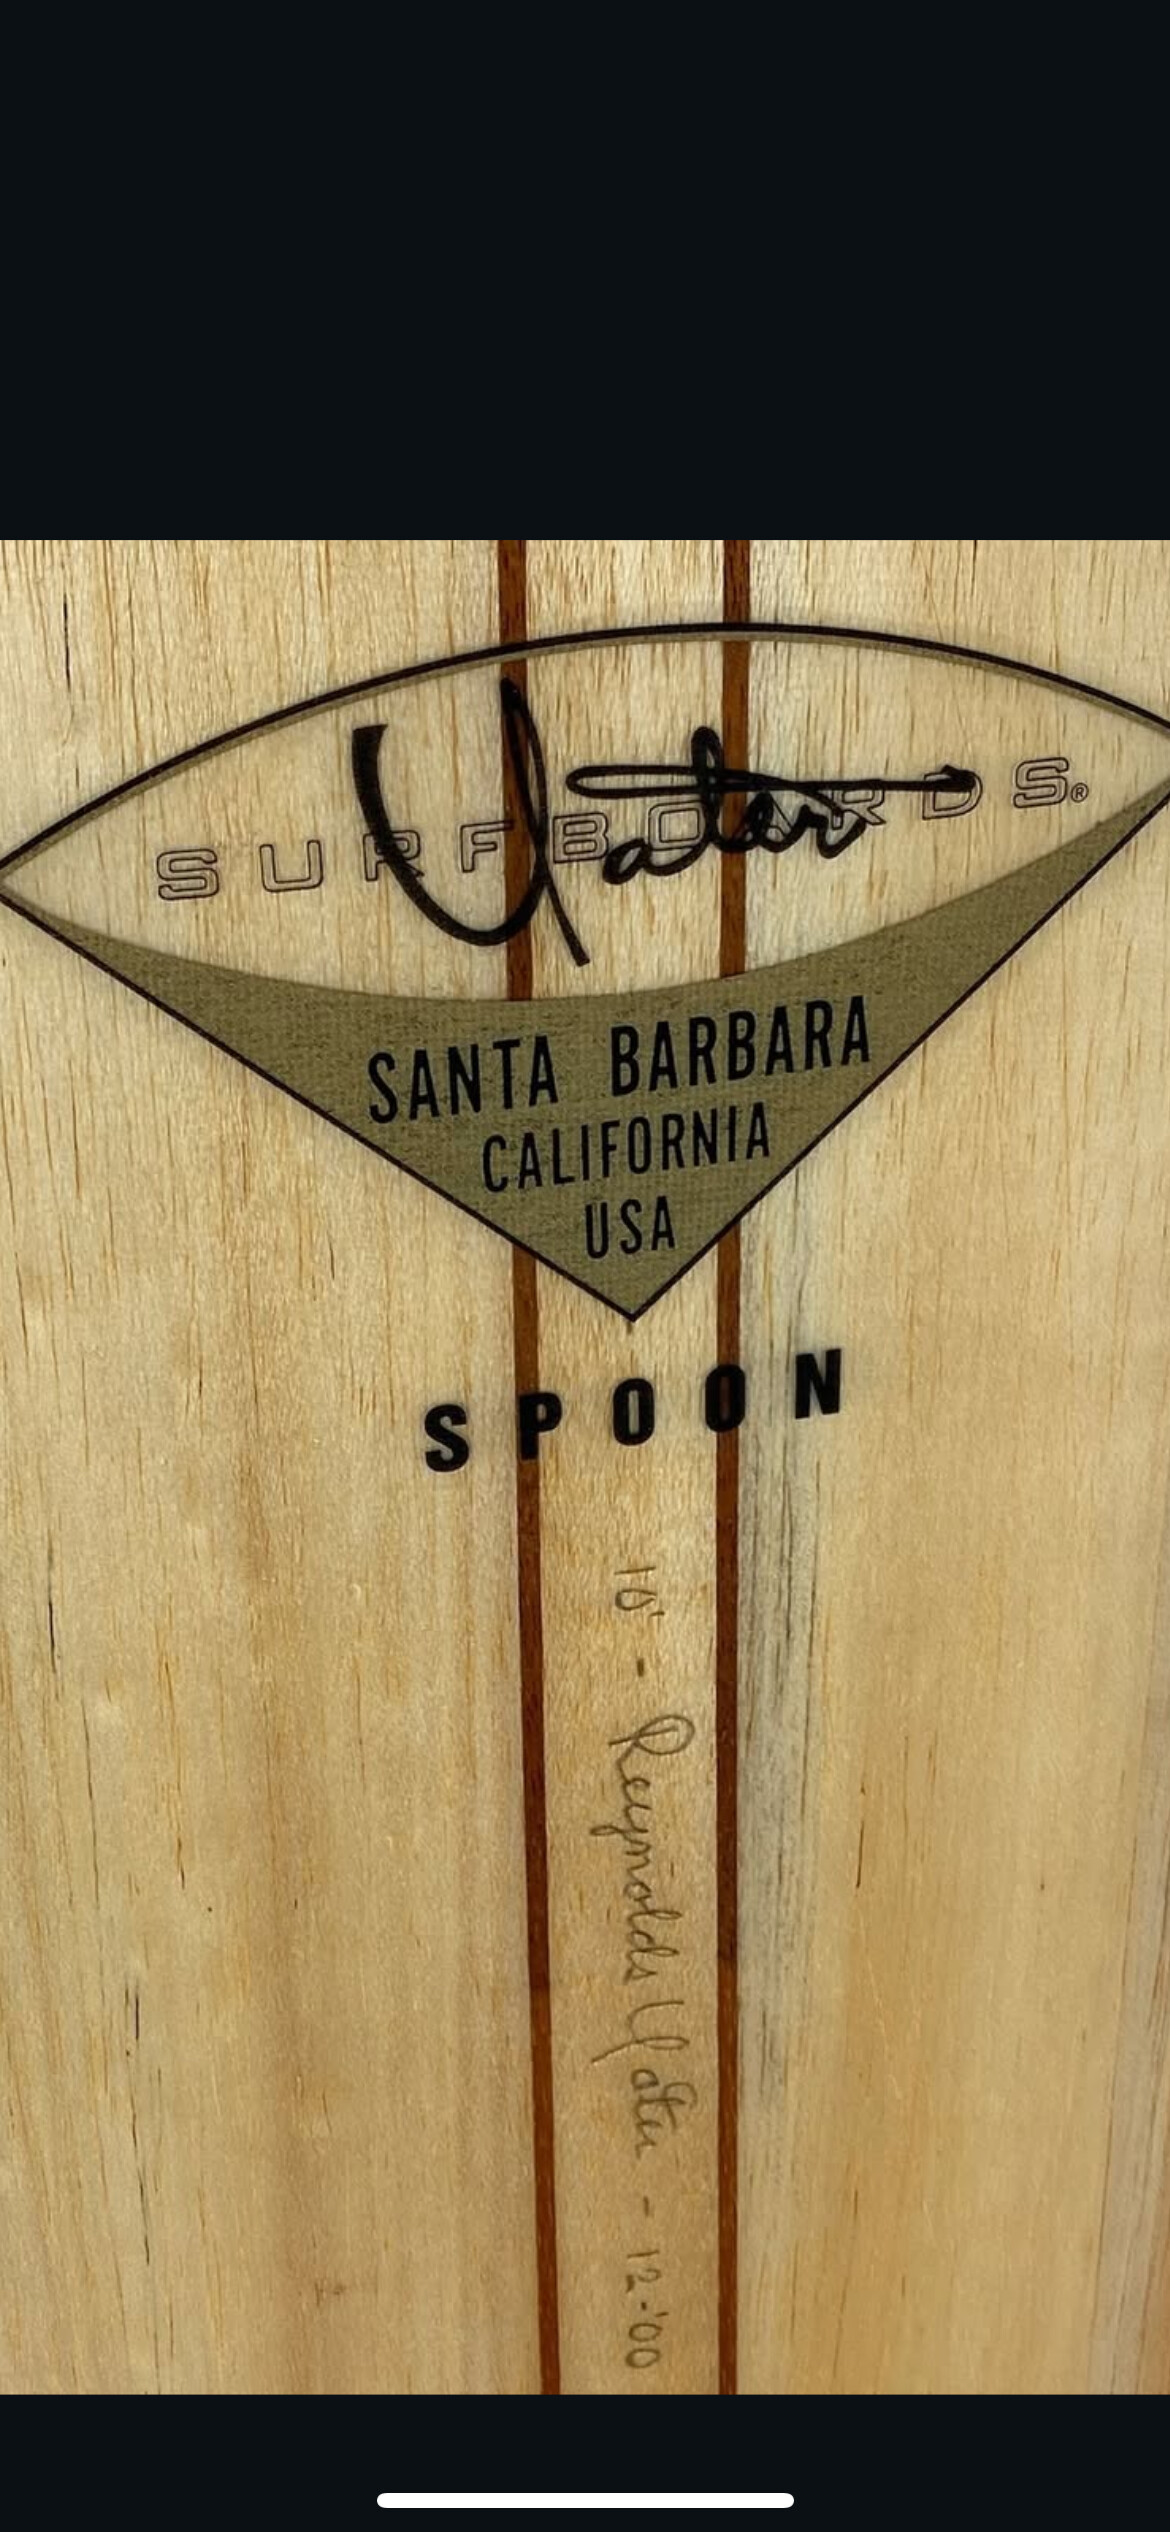 Yater
SURFBOARDS®
SANTA BARBARA
CALIFORNIA
USA
SPOON
10' - Reynolds Yater - 12-'00